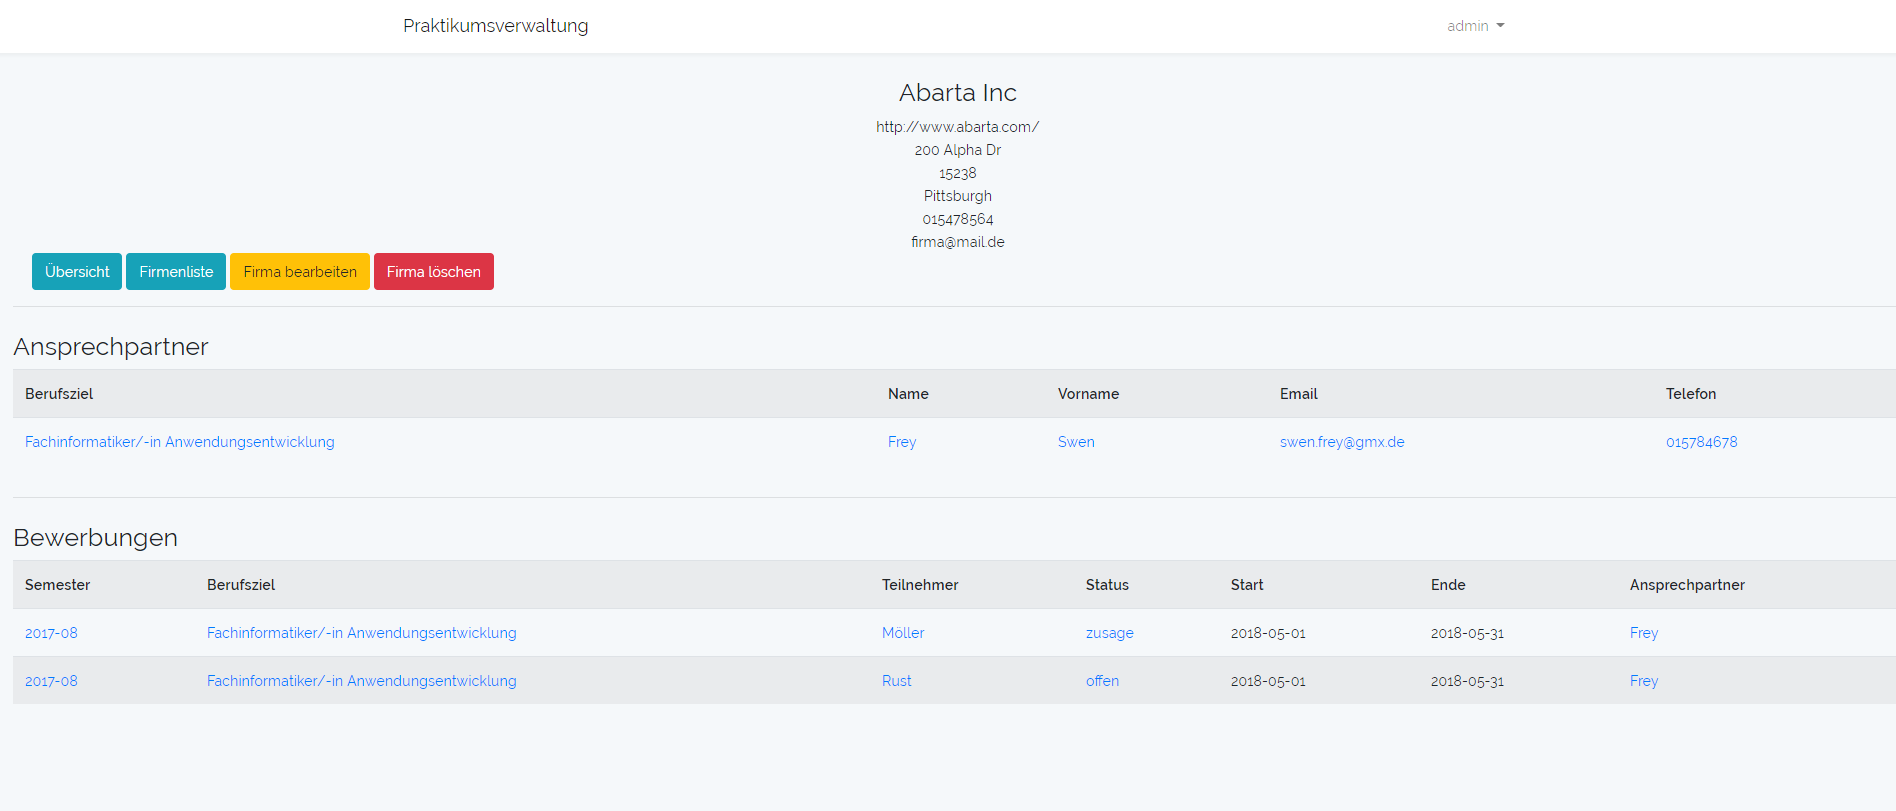 Praktikumsverwaltung admin
Abarta Inc
http://www.abarta.com/
200 Alpha Dr
15238
Pittsburgh
015478564
firma@mail.de
Übersicht Firmenliste Firma bearbeiten Firma löschen
Ansprechpartner
Berufsziel Name Vorname Email Telefon
Fachinformatiker/-in Anwendungsentwicklung Frey Swen swen.frey@gmx.de 015784678
Bewerbungen
Semester Berufsziel Teilnehmer Status Start Ende Ansprechpartner
2017-08 Fachinformatiker/-in Anwendungsentwicklung Möller zusage 2018-05-01 2018-05-31 Frey
2017-08 Fachinformatiker/-in Anwendungsentwicklung Rust offen 2018-05-01 2018-05-31 Frey